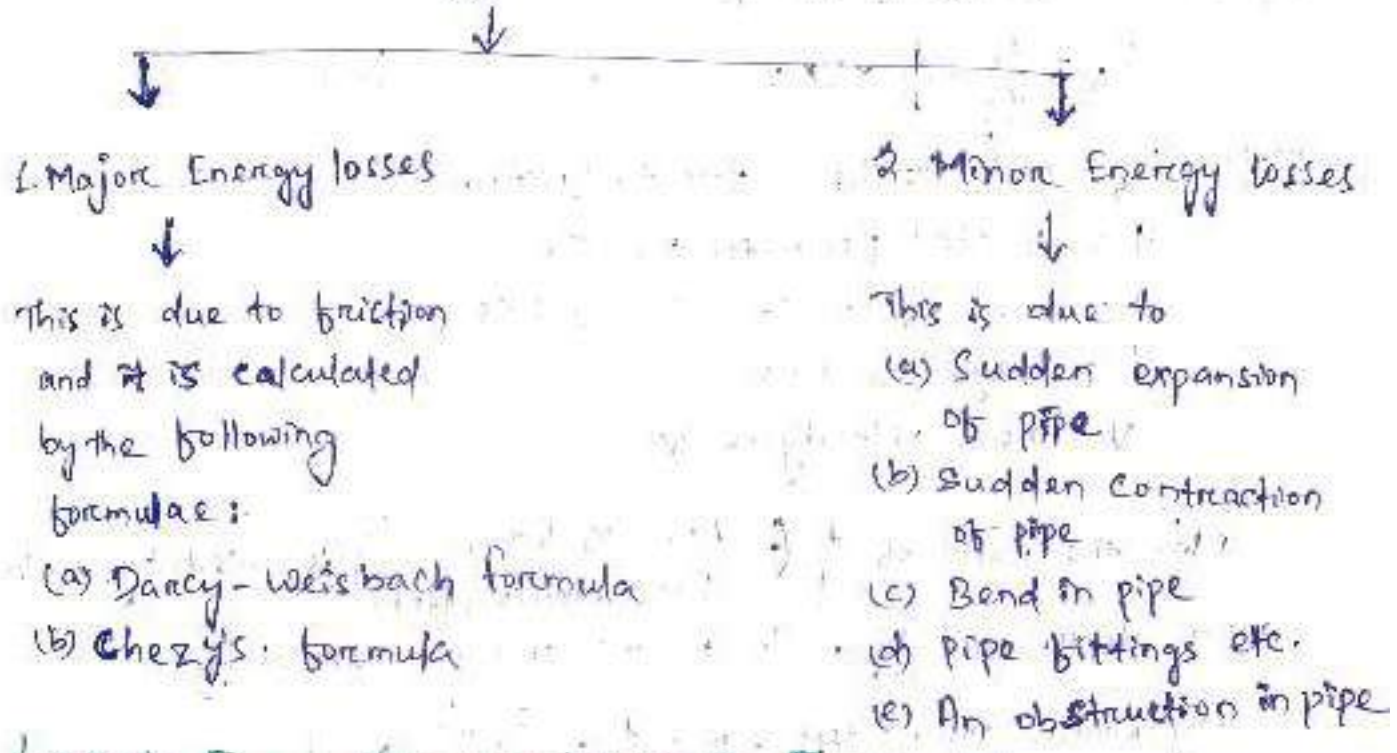 1. Major Energy losses
This is due to friction
and it is calculated
by the following
formulae:
(a) Darcy-Weisbach formula
(b) Chezy's formula
2. Minor Energy losses
This is due to
(a) Sudden expansion
of pipe
(b) Sudden Contraction
of pipe
(c) Bend in pipe
(d) pipe fittings etc.
(e) An obstruction in pipe